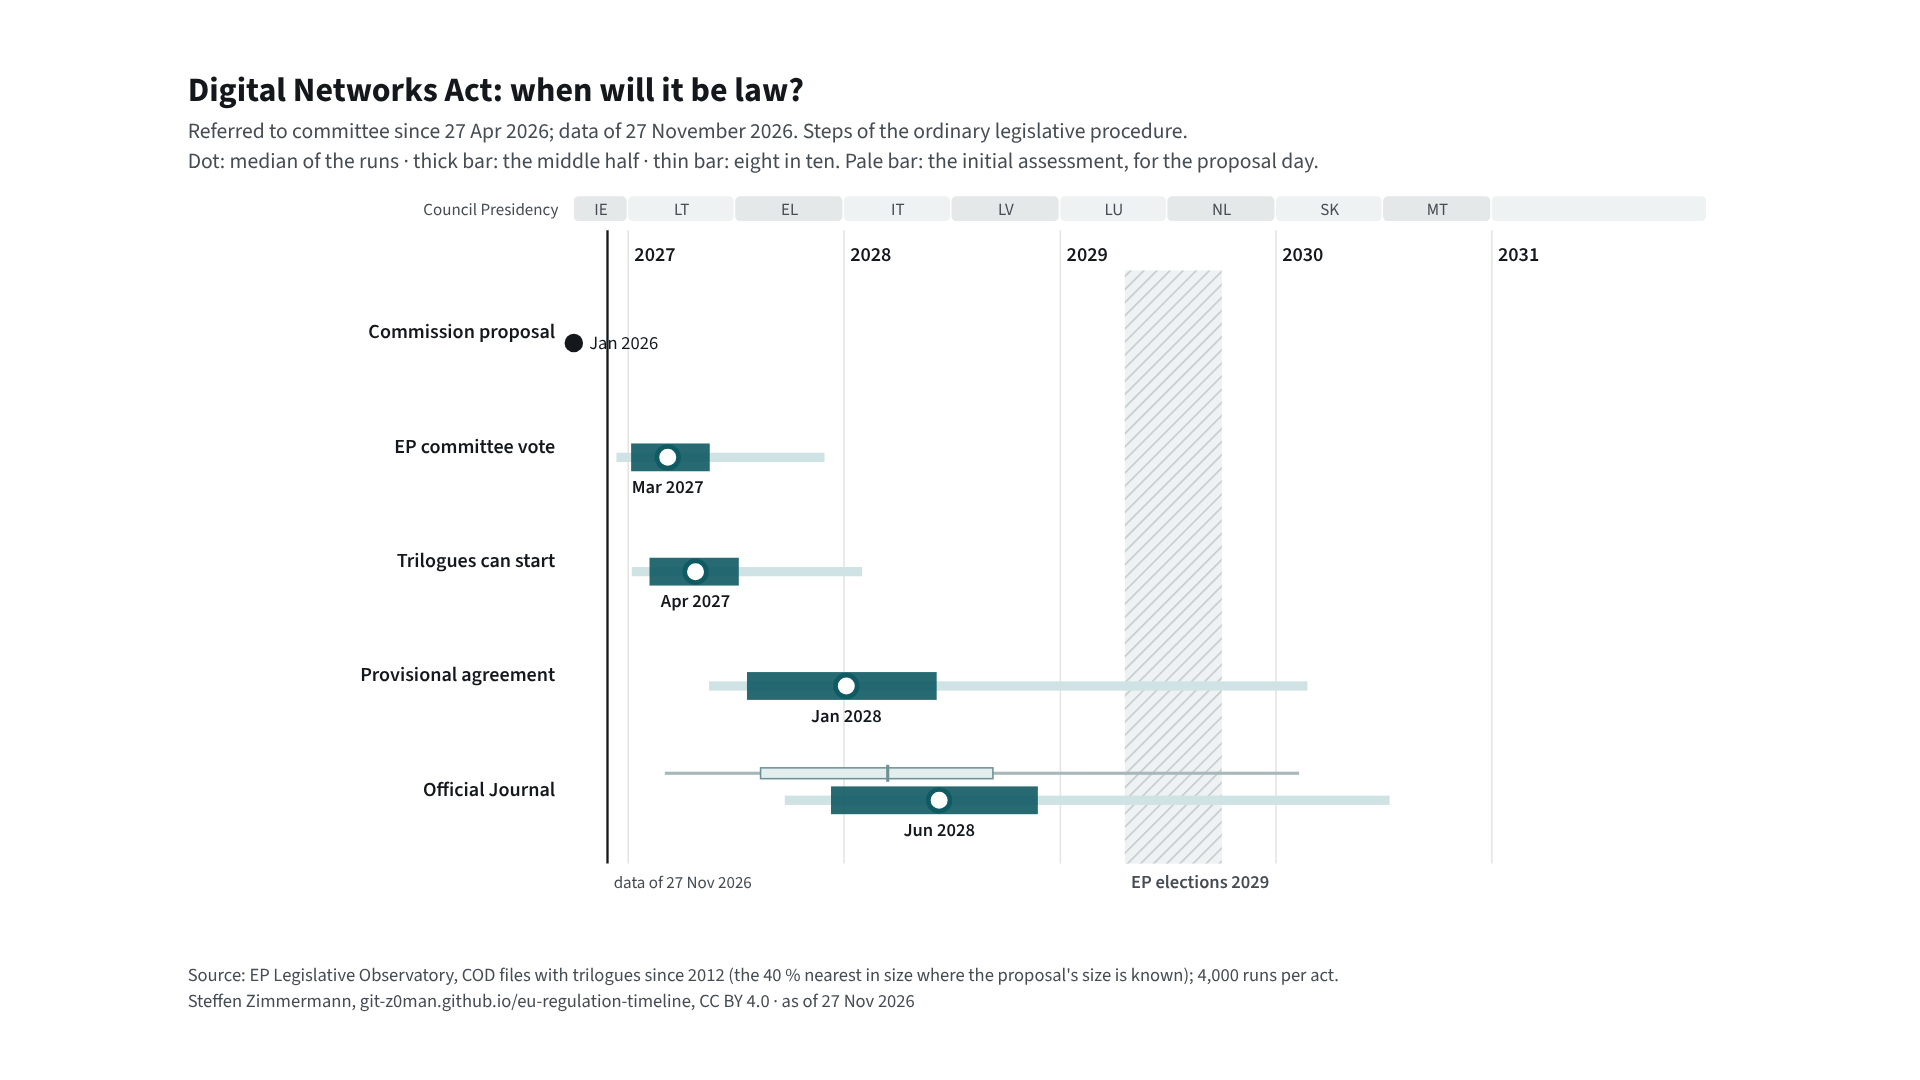 Digital Networks Act: when will it be law?
Referred to committee since 27 Apr 2026; data of 27 November 2026. Steps of the ordinary legislative procedure.
Dot: median of the runs · thick bar: the middle half · thin bar: eight in ten. Pale bar: the initial assessment, for the proposal day.
Council Presidency IE LT EL IT LV LU NL SK MT
2027 2028 2029 2030 2031
Commission proposal
Jan 2026
EP committee vote
Mar 2027
Trilogues can start
Apr 2027
Provisional agreement
Jan 2028
Official Journal
Jun 2028
data of 27 Nov 2026 EP elections 2029
Source: EP Legislative Observatory, COD files with trilogues since 2012 (the 40 % nearest in size where the proposal's size is known); 4,000 runs per act.
Steffen Zimmermann, git-z0man.github.io/eu-regulation-timeline, CC BY 4.0 · as of 27 Nov 2026